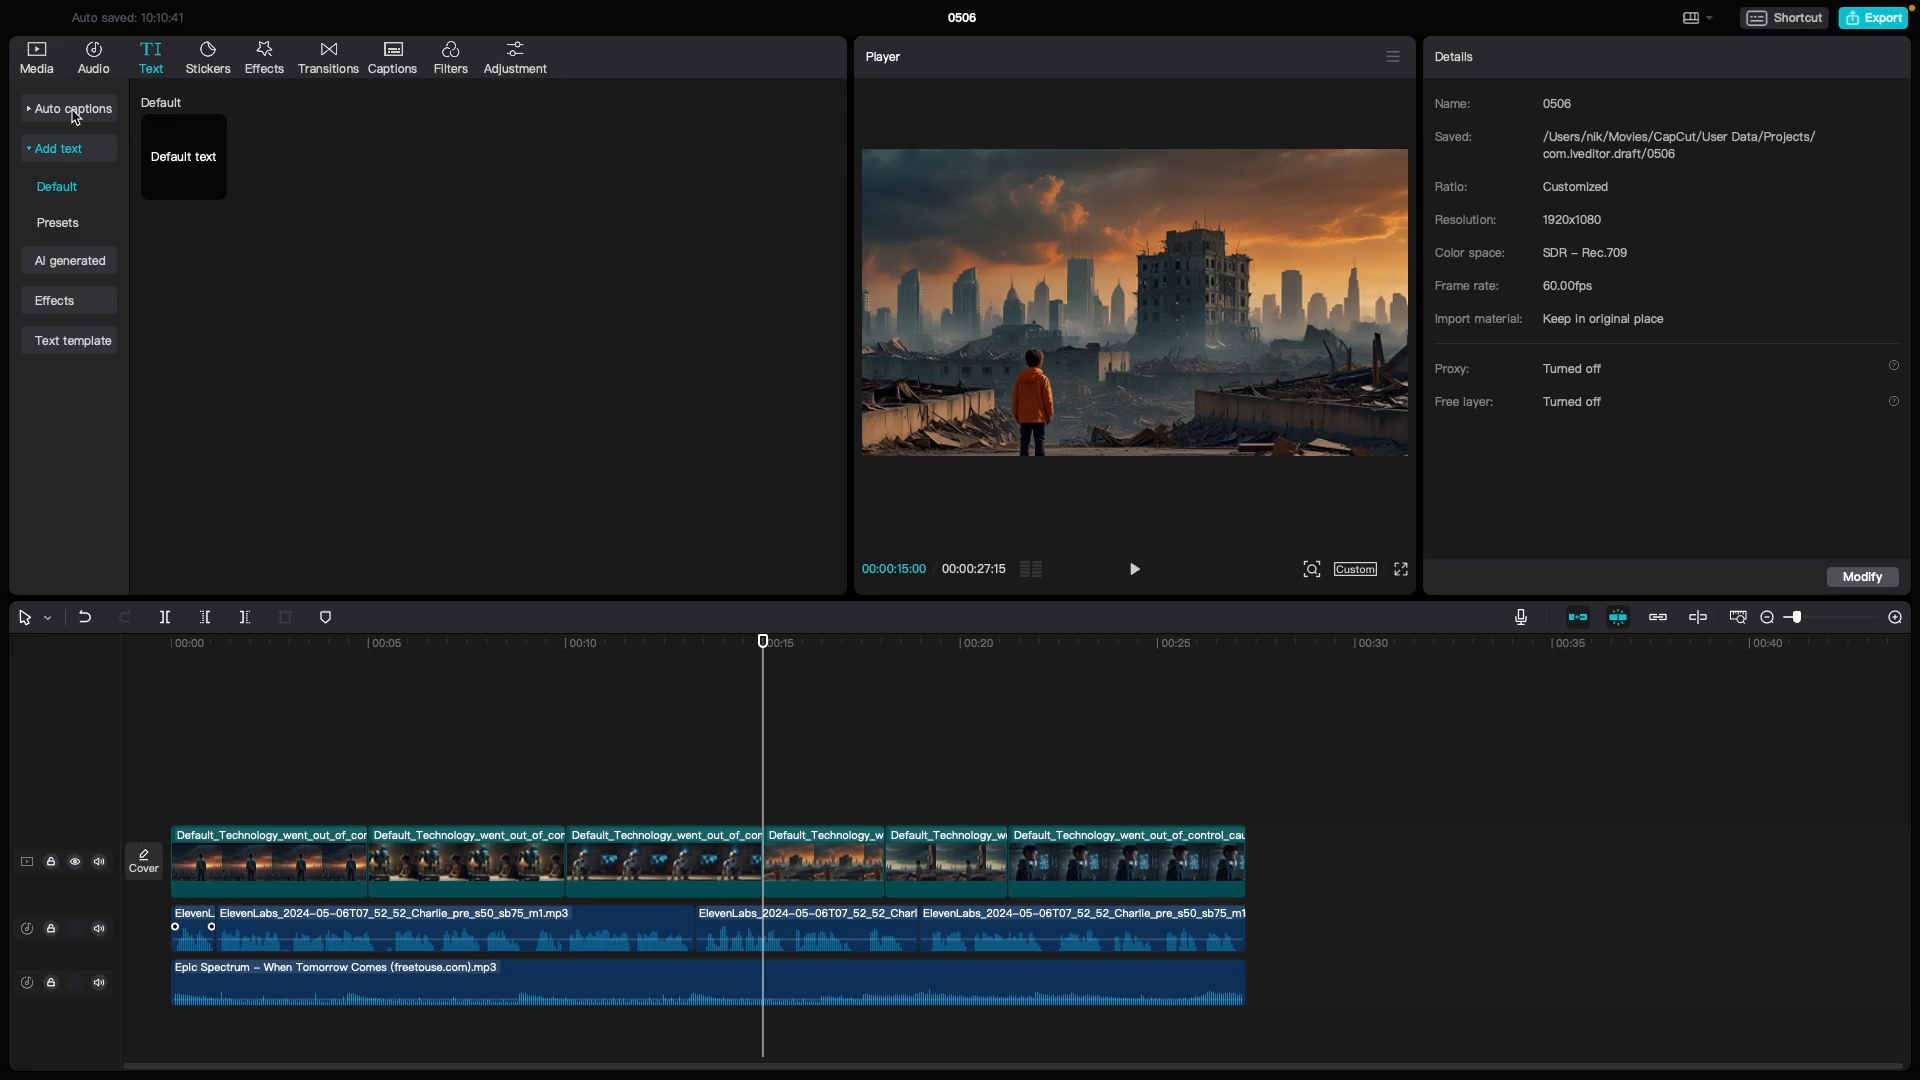 Auto saved: 10:10:41
0506
Shortcut
Export
Media
Audio
TI
Text
Stickers
Effects
Transitions
Captions
Filters
Adjustment
Player
Details
Auto captions
Add text
Default
Presets
AI generated
Effects
Text template
Default
Default text
Name:
0506
Saved:
/Users/nik/Movies/CapCut/User Data/Projects/
com.lveditor.draft/0506
Ratio:
Customized
Resolution:
1920x1080
Color space:
SDR – Rec.709
Frame rate:
60.00fps
Import material:
Keep in original place
Proxy:
Turned off
Free layer:
Turned off
Modify
00:00:15:00
00:00:27:15
Custom
00:00
00:05
00:10
00:15
00:20
00:25
00:30
00:35
00:40
Cover
Default_Technology_went_out_of_cor
Default_Technology_went_out_of_con
Default_Technology_went_out_of_con
Default_Technology_w
Default_Technology_we
Default_Technology_went_out_of_control_cau
ElevenL
ElevenLabs_2024–05–06T07_52_52_Charlie_pre_s50_sb75_m1.mp3
ElevenLabs_2024–05–06T07_52_52_Charl
ElevenLabs_2024–05–06T07_52_52_Charlie_pre_s50_sb75_m1
Epic Spectrum – When Tomorrow Comes (freetouse.com).mp3